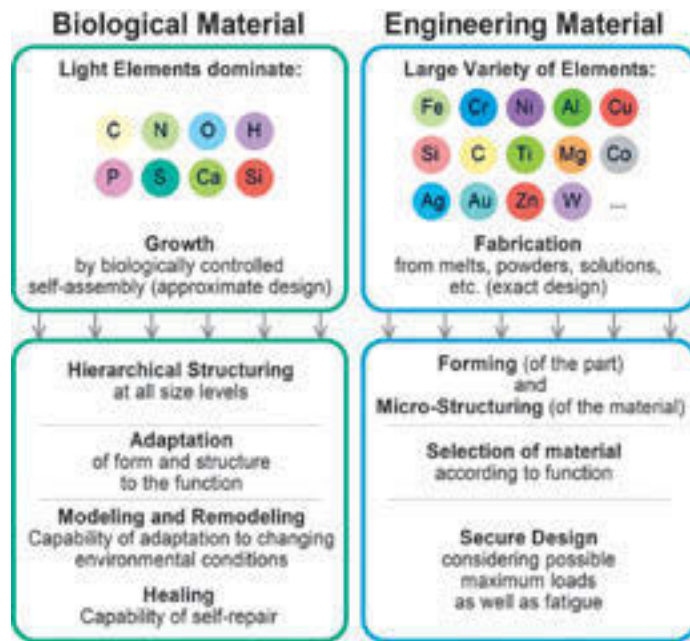 Biological Material
Light Elements dominate:
C N O H
P S Ca Si
Growth
by biologically controlled
self-assembly (approximate design)
Hierarchical Structuring
at all size levels
Adaptation
of form and structure
to the function
Modeling and Remodeling
Capability of adaptation to changing
environmental conditions
Healing
Capability of self-repair
Engineering Material
Large Variety of Elements:
Fe Cr Ni Al Cu
Si C Ti Mg Co
Ag Au Zn W ...
Fabrication
from melts, powders, solutions,
etc. (exact design)
Forming (of the part)
and
Micro-Structuring (of the material)
Selection of material
according to function
Secure Design
considering possible
maximum loads
as well as fatigue